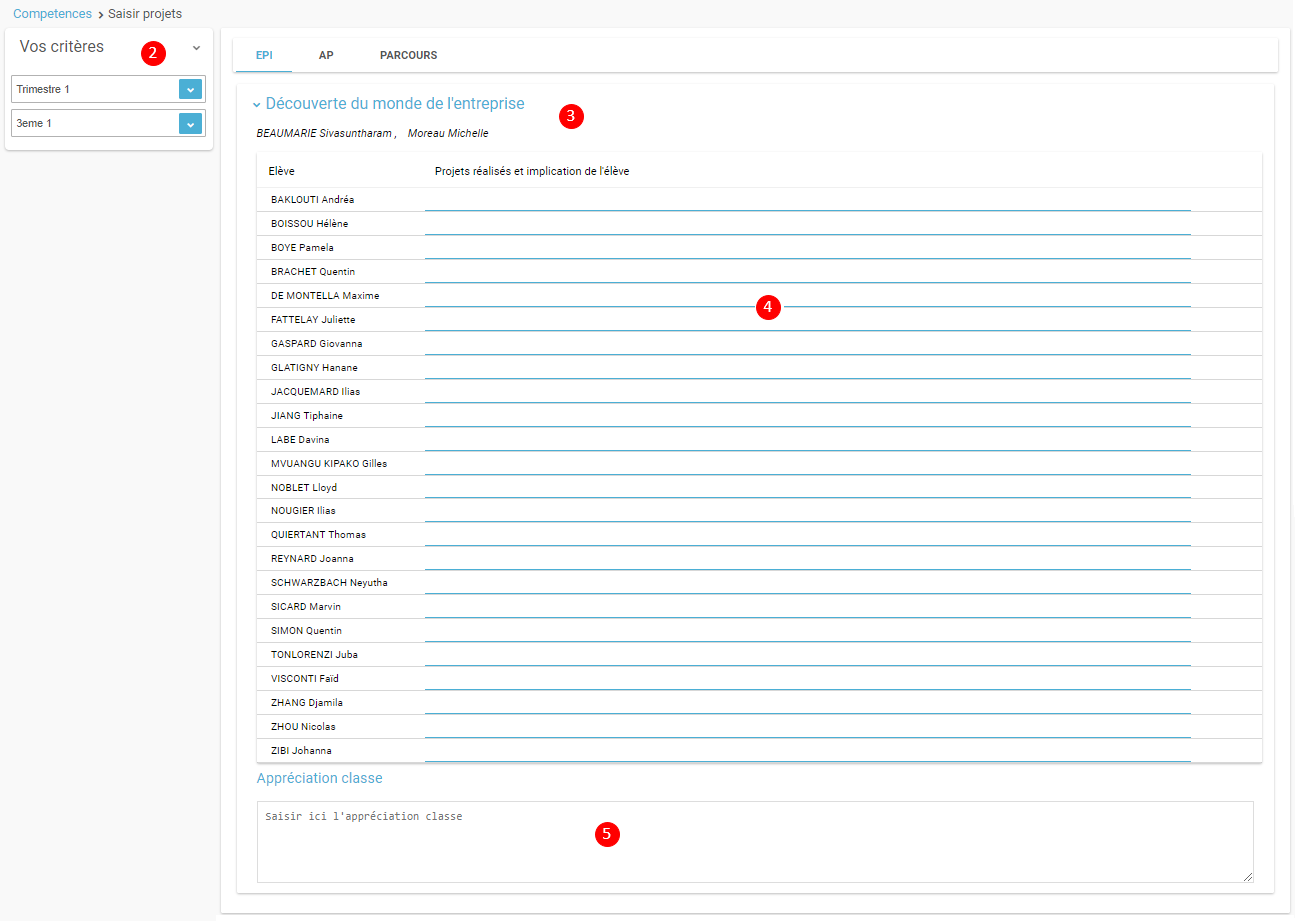 Competences > Saisir projets
Vos critères
2
Trimestre 1
3eme 1
EPI AP PARCOURS
Découverte du monde de l'entreprise
3
BEAUMARIE Sivasuntharam , Moreau Michelle
Elève Projets réalisés et implication de l'élève
BAKLOUTI Andréa
BOISSOU Hélène
BOYE Pamela
BRACHET Quentin
DE MONTELLA Maxime
4
FATTELAY Juliette
GASPARD Giovanna
GLATIGNY Hanane
JACQUEMARD Ilias
JIANG Tiphaine
LABE Davina
MVUANGU KIPAKO Gilles
NOBLET Lloyd
NOUGIER Ilias
QUIERTANT Thomas
REYNARD Joanna
SCHWARZBACH Neyutha
SICARD Marvin
SIMON Quentin
TONLORENZI Juba
VISCONTI Faïd
ZHANG Djamila
ZHOU Nicolas
ZIBI Johanna
Appréciation classe
Saisir ici l'appréciation classe
5